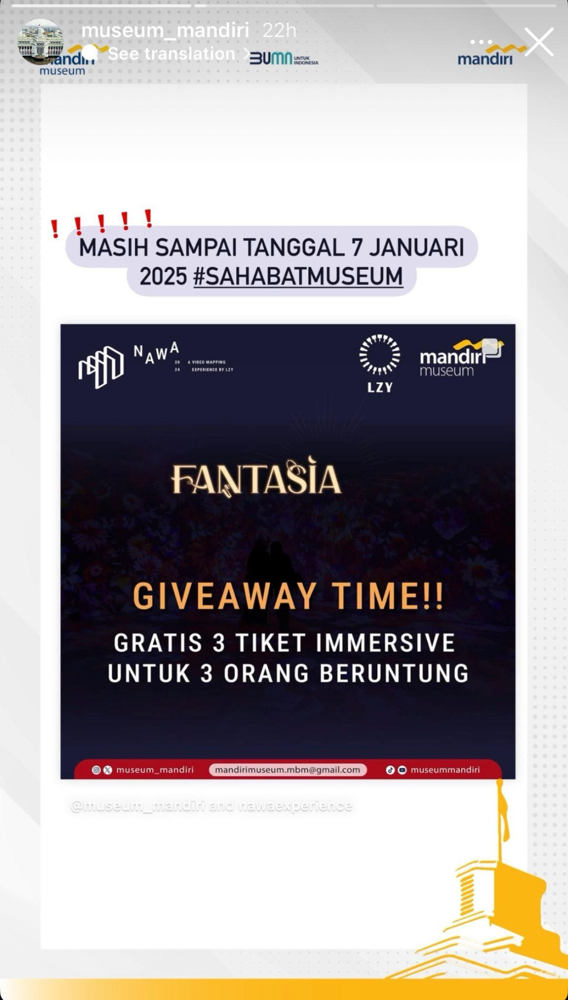 museum_mandiri 22h
See translation
mandiri
museum
BUMN UNTUK
INDONESIA
mandiri
MASIH SAMPAI TANGGAL 7 JANUARI
2025 #SAHABATMUSEUM
NAWA
20 A VIDEO MAPPING
24 EXPERIENCE BY LZY
LZY
mandiri
museum
FANTASIA
GIVEAWAY TIME!!
GRATIS 3 TIKET IMMERSIVE
UNTUK 3 ORANG BERUNTUNG
museum_mandiri mandirimuseum.mbm@gmail.com museummandiri
@museum_mandiri and nawaexperience